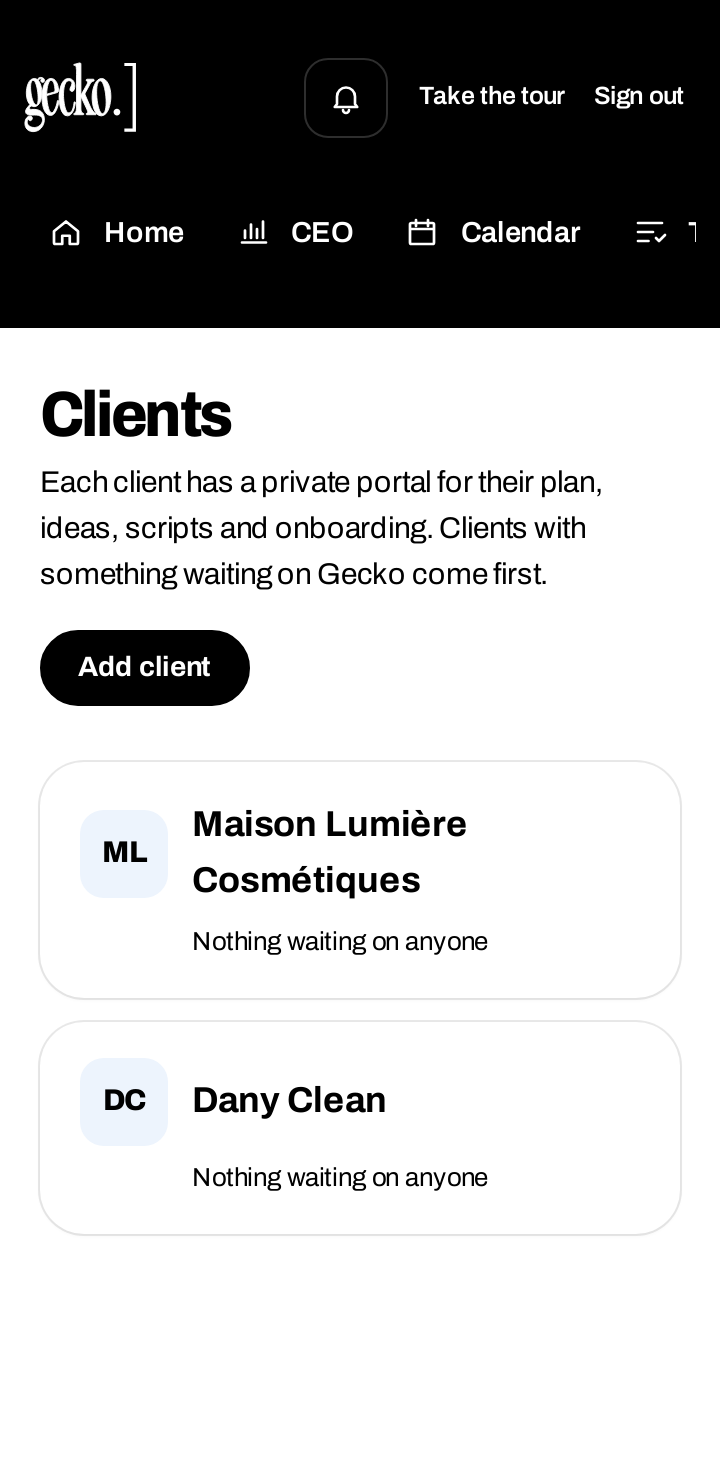 gecko.]
Take the tour
Sign out
Home
CEO
Calendar
Clients
Each client has a private portal for their plan,
ideas, scripts and onboarding. Clients with
something waiting on Gecko come first.
Add client
ML
Maison Lumière
Cosmétiques
Nothing waiting on anyone
DC
Dany Clean
Nothing waiting on anyone